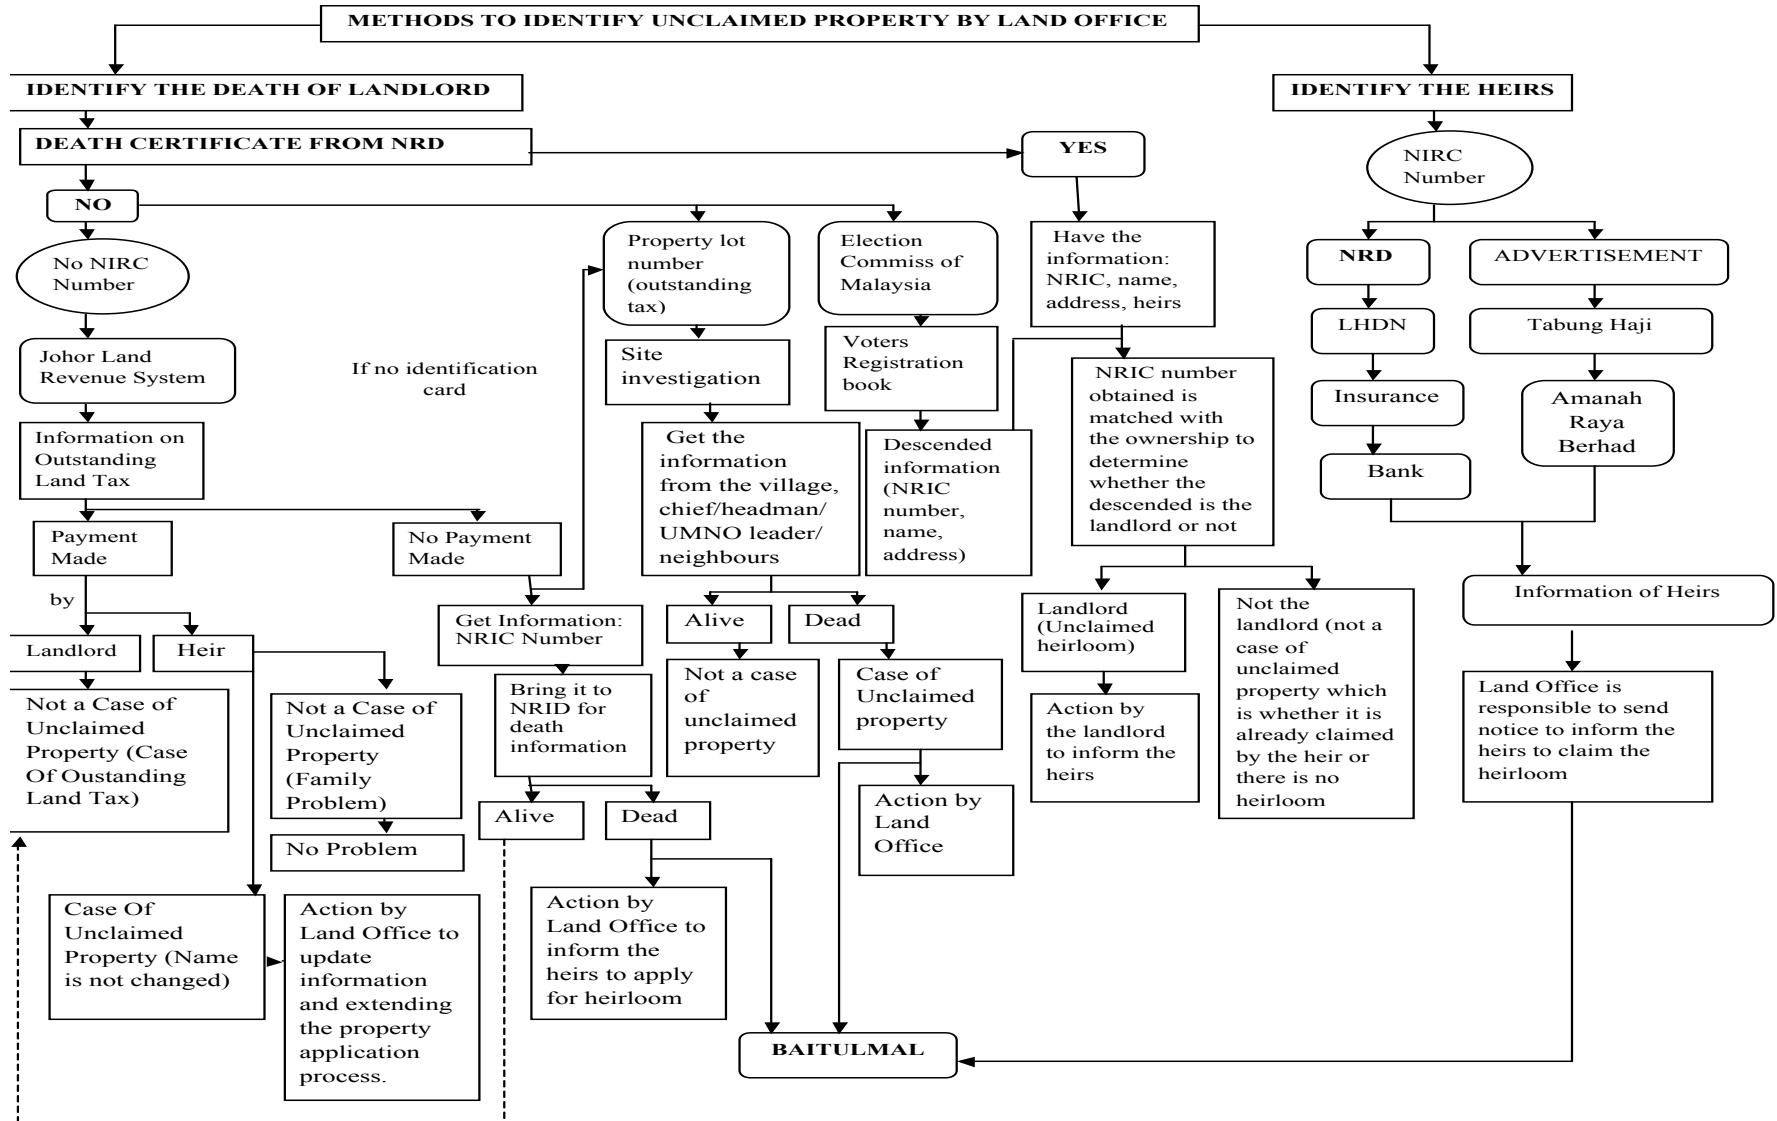 METHODS TO IDENTIFY UNCLAIMED PROPERTY BY LAND OFFICE
IDENTIFY THE DEATH OF LANDLORD
IDENTIFY THE HEIRS
DEATH CERTIFICATE FROM NRD
YES
NO
No NIRC
Number
Johor Land
Revenue System
Information on
Outstanding
Land Tax
Payment
Made
by
Landlord
Heir
Not a Case of
Unclaimed
Property (Case
Of Oustanding
Land Tax)
Not a Case of
Unclaimed
Property
(Family
Problem)
No Problem
Case Of
Unclaimed
Property (Name
is not changed)
Action by
Land Office to
update
information
and extending
the property
application
process.
No Payment
Made
If no identification
card
Get Information:
NRIC Number
Bring it to
NRID for
death
information
Alive
Dead
Action by
Land Office to
inform the
heirs to apply
for heirloom
Property lot
number
(outstanding
tax)
Site
investigation
Get the
information
from the village,
chief/headman/
UMNO leader/
neighbours
Alive
Dead
Not a case
of
unclaimed
property
Case of
Unclaimed
property
Action by
Land
Office
Election
Commiss of
Malaysia
Voters
Registration
book
Descended
information
(NRIC
number,
name,
address)
Have the
information:
NRIC, name,
address, heirs
NRIC number
obtained is
matched with
the ownership to
determine
whether the
descended is the
landlord or not
Landlord
(Unclaimed
heirloom)
Action by
the landlord
to inform the
heirs
Not the
landlord (not a
case of
unclaimed
property which
is whether it is
already claimed
by the heir or
there is no
heirloom
NIRC
Number
NRD
LHDN
Insurance
Bank
ADVERTISEMENT
Tabung Haji
Amanah
Raya
Berhad
Information of Heirs
Land Office is
responsible to send
notice to inform the
heirs to claim the
heirloom
BAITULMAL